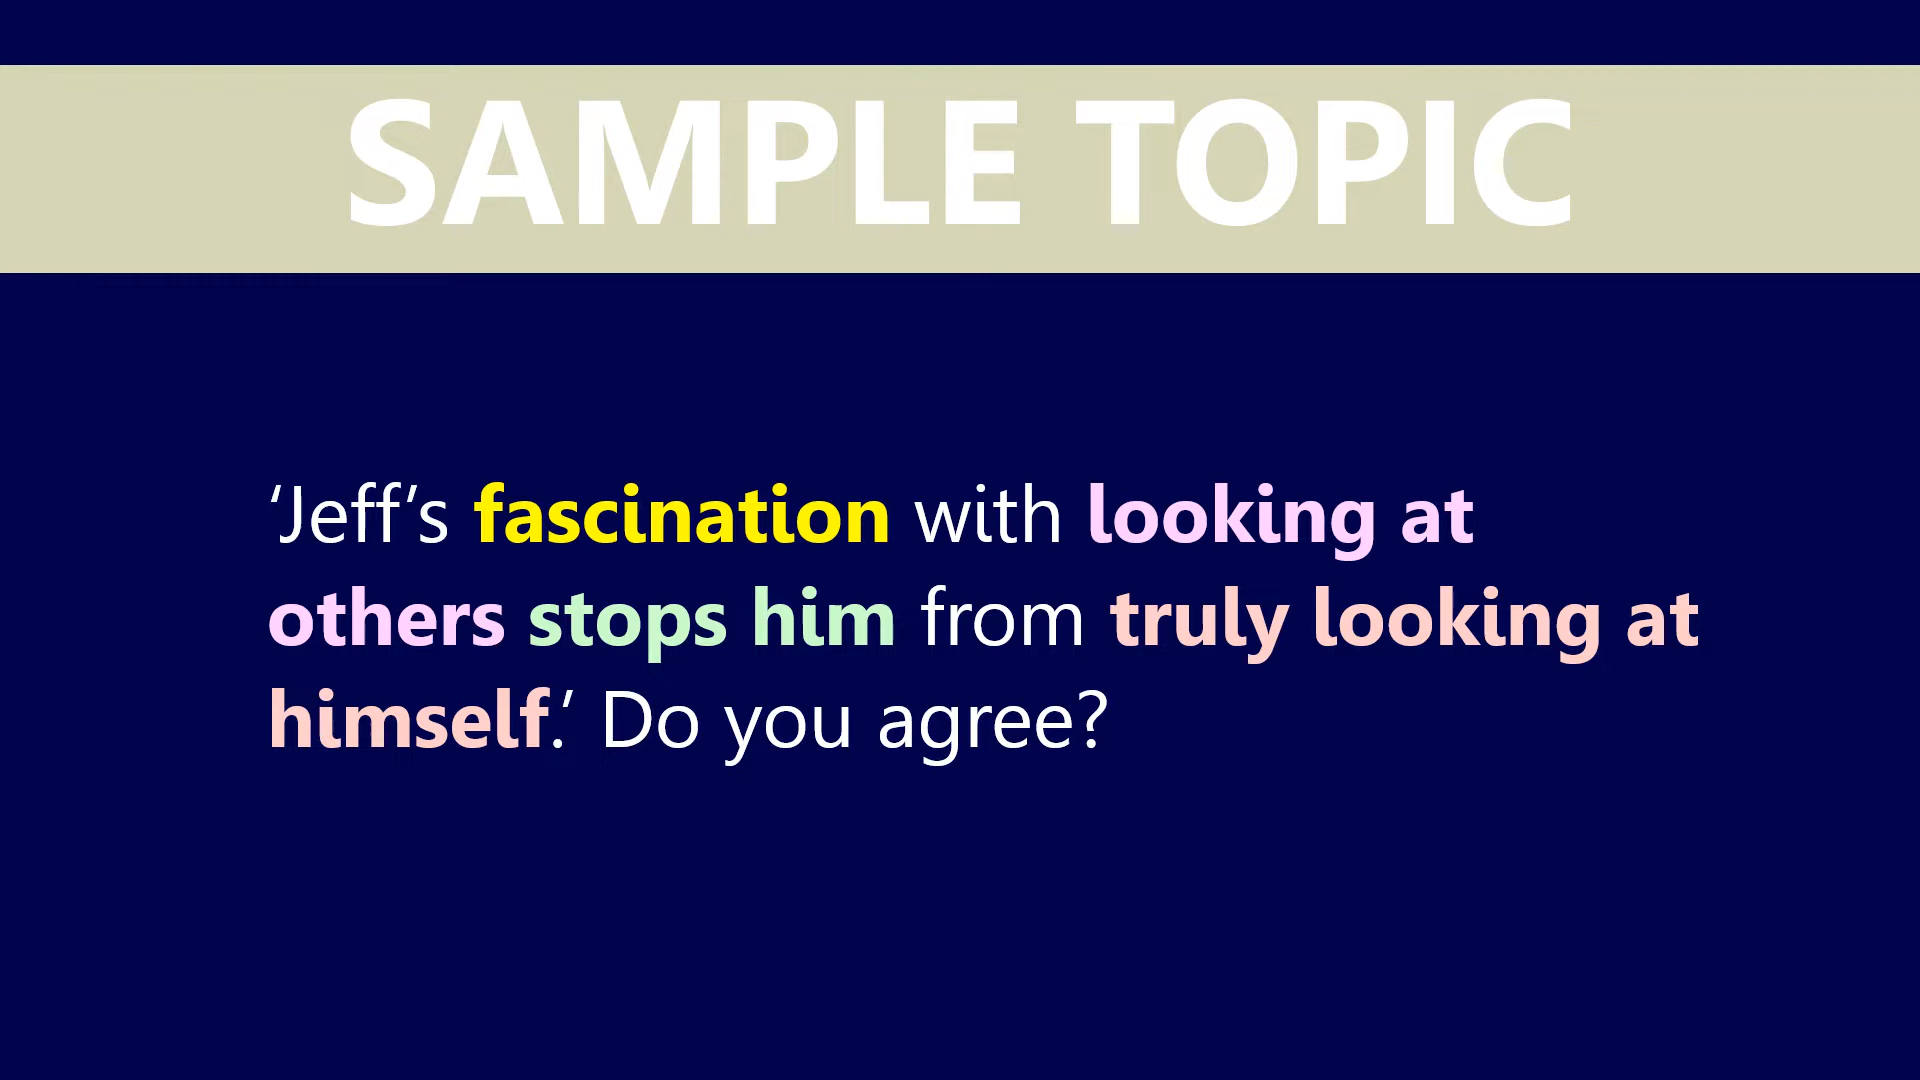 SAMPLE TOPIC
‘Jeff’s fascination with looking at
others stops him from truly looking at
himself.’ Do you agree?